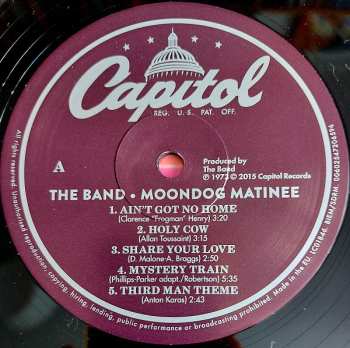 Capitol
REG. U.S. PAT. OFF.
A
Produced by
The Band
℗ 1973 © 2015 Capitol Records
THE BAND • MOONDOG MATINEE
1. AIN'T GOT NO HOME
(Clarence "Frogman" Henry) 3:20
2. HOLY COW
(Allan Toussaint) 3:15
3. SHARE YOUR LOVE
(D. Malone-A. Braggs) 2:50
4. MYSTERY TRAIN
(Phillips-Parker adapt./Robertson) 5:35
5. THIRD MAN THEME
(Anton Karas) 2:43
All rights reserved. Unauthorized reproduction, copying, hiring, lending, public performance or broadcasting prohibited. Made in the EU.